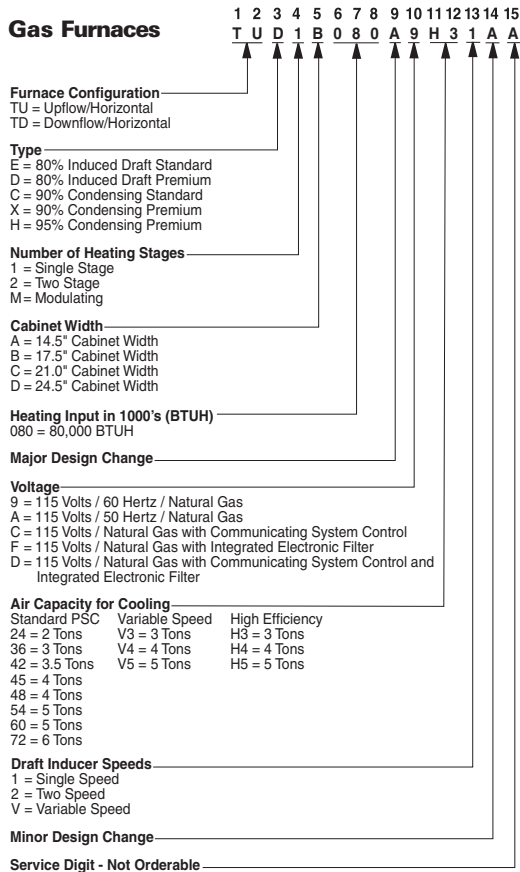 Gas Furnaces
1 2 3 4 5 6 7 8 9 10 11 12 13 14 15
T U D 1 B 0 8 0 A 9 H 3 1 A A
Furnace Configuration
TU = Upflow/Horizontal
TD = Downflow/Horizontal
Type
E = 80% Induced Draft Standard
D = 80% Induced Draft Premium
C = 90% Condensing Standard
X = 90% Condensing Premium
H = 95% Condensing Premium
Number of Heating Stages
1 = Single Stage
2 = Two Stage
M= Modulating
Cabinet Width
A = 14.5" Cabinet Width
B = 17.5" Cabinet Width
C = 21.0" Cabinet Width
D = 24.5" Cabinet Width
Heating Input in 1000's (BTUH)
080 = 80,000 BTUH
Major Design Change
Voltage
9 = 115 Volts / 60 Hertz / Natural Gas
A = 115 Volts / 50 Hertz / Natural Gas
C = 115 Volts / Natural Gas with Communicating System Control
F = 115 Volts / Natural Gas with Integrated Electronic Filter
D = 115 Volts / Natural Gas with Communicating System Control and
Integrated Electronic Filter
Air Capacity for Cooling
Standard PSC Variable Speed High Efficiency
24 = 2 Tons V3 = 3 Tons H3 = 3 Tons
36 = 3 Tons V4 = 4 Tons H4 = 4 Tons
42 = 3.5 Tons V5 = 5 Tons H5 = 5 Tons
45 = 4 Tons
48 = 4 Tons
54 = 5 Tons
60 = 5 Tons
72 = 6 Tons
Draft Inducer Speeds
1 = Single Speed
2 = Two Speed
V = Variable Speed
Minor Design Change
Service Digit - Not Orderable